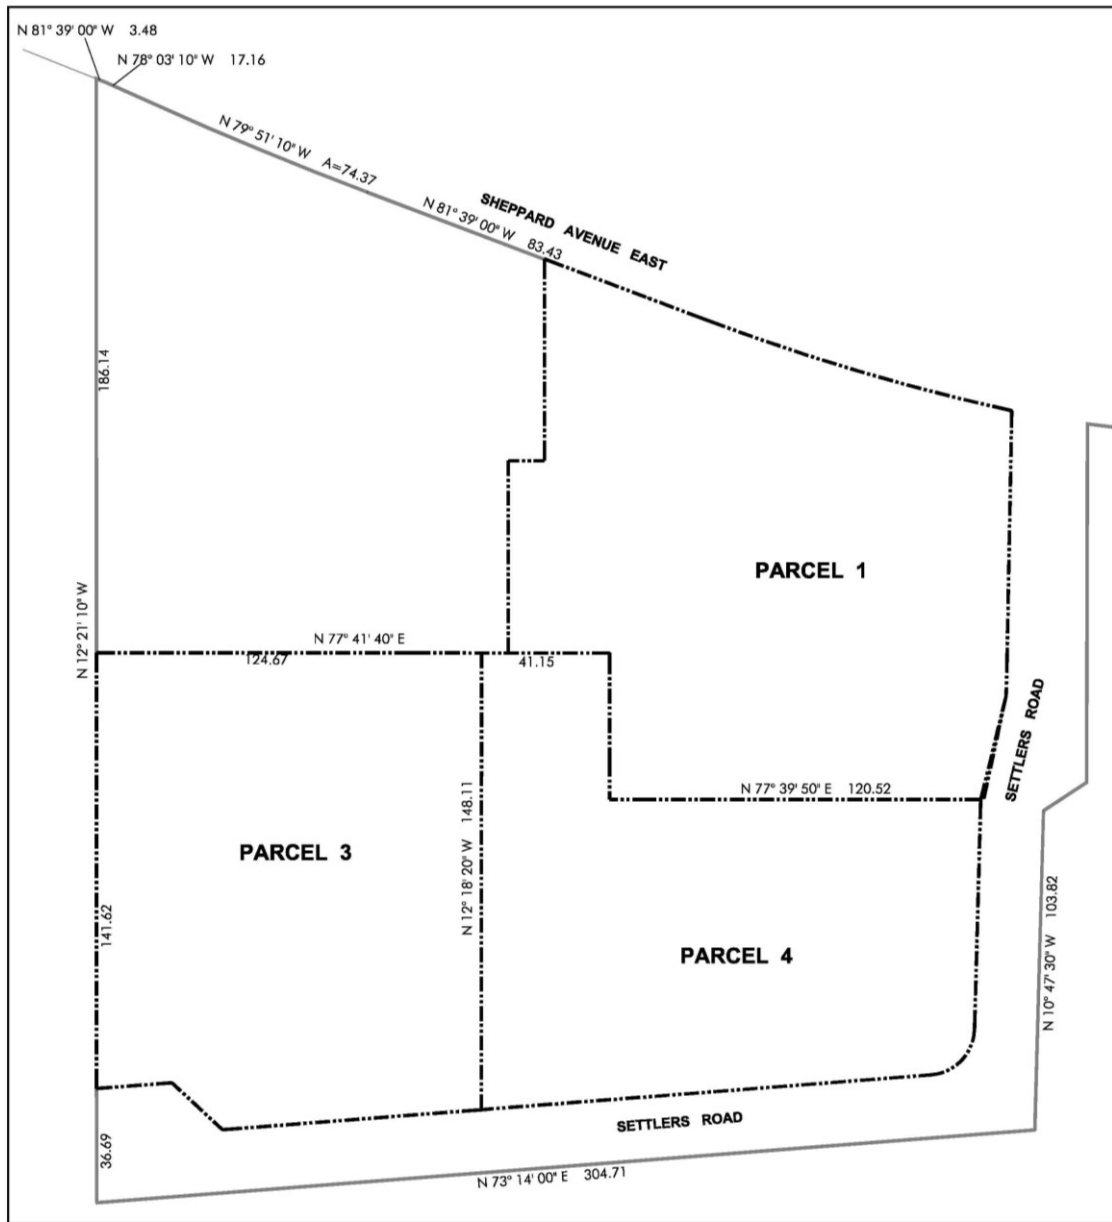 N 81° 39' 00" W 3.48
N 78° 03' 10" W 17.16
N 79° 51' 10" W A=74.37
N 81° 39' 00" W 83.43
SHEPPARD AVENUE EAST
186.14
N 12° 21' 10" W
PARCEL 1
N 77° 41' 40" E
124.67
41.15
SETTLERS ROAD
N 77° 39' 50" E 120.52
N 12° 18' 20" W 148.11
PARCEL 3
141.62
PARCEL 4
N 10° 47' 30" W 103.82
36.69
SETTLERS ROAD
N 73° 14' 00" E 304.71